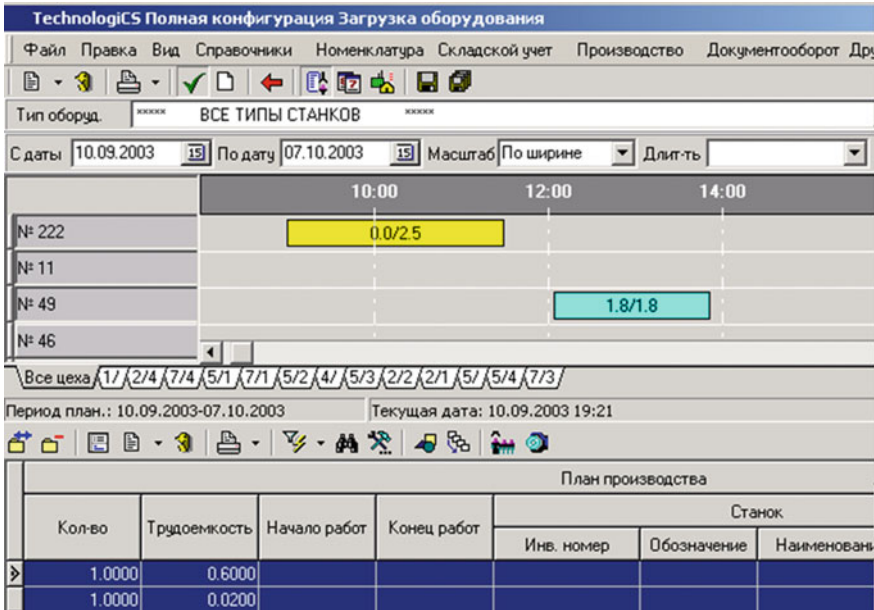 TechnologiCS Полная конфигурация Загрузка оборудования
Файл Правка Вид Справочники Номенклатура Складской учет Производство Документооборот Дру
Тип оборуд. ***** ВСЕ ТИПЫ СТАНКОВ *****
С даты 10.09.2003 15 По дату 07.10.2003 15 Масштаб По ширине Длит-ть
10:00 12:00 14:00
№ 222 0.0/2.5
№ 11
№ 49 1.8/1.8
№ 46
Все цеха 1/ 2/4 7/4 5/1 7/1 5/2 4/ 5/3 2/2 2/1 5/ 5/4 7/3
Период план.: 10.09.2003-07.10.2003 Текущая дата: 10.09.2003 19:21
План производства
Станок
Кол-во Трудоемкость Начало работ Конец работ
Инв. номер Обозначение Наименовани
1.0000 0.6000
1.0000 0.0200